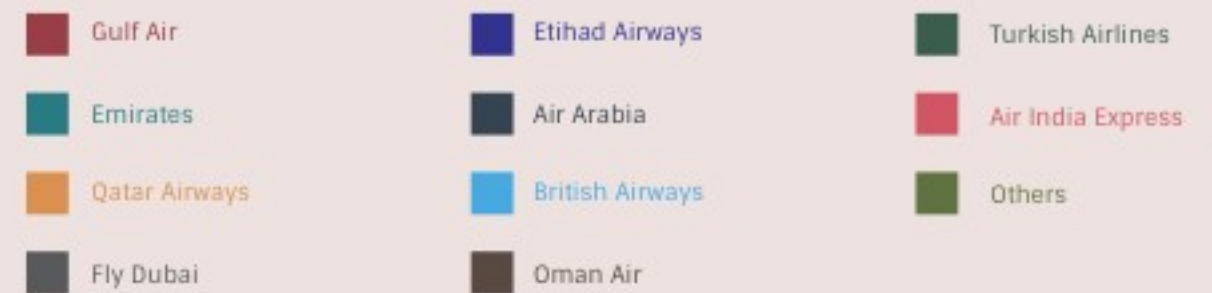 Gulf Air
Etihad Airways
Turkish Airlines
Emirates
Air Arabia
Air India Express
Qatar Airways
British Airways
Others
Fly Dubai
Oman Air